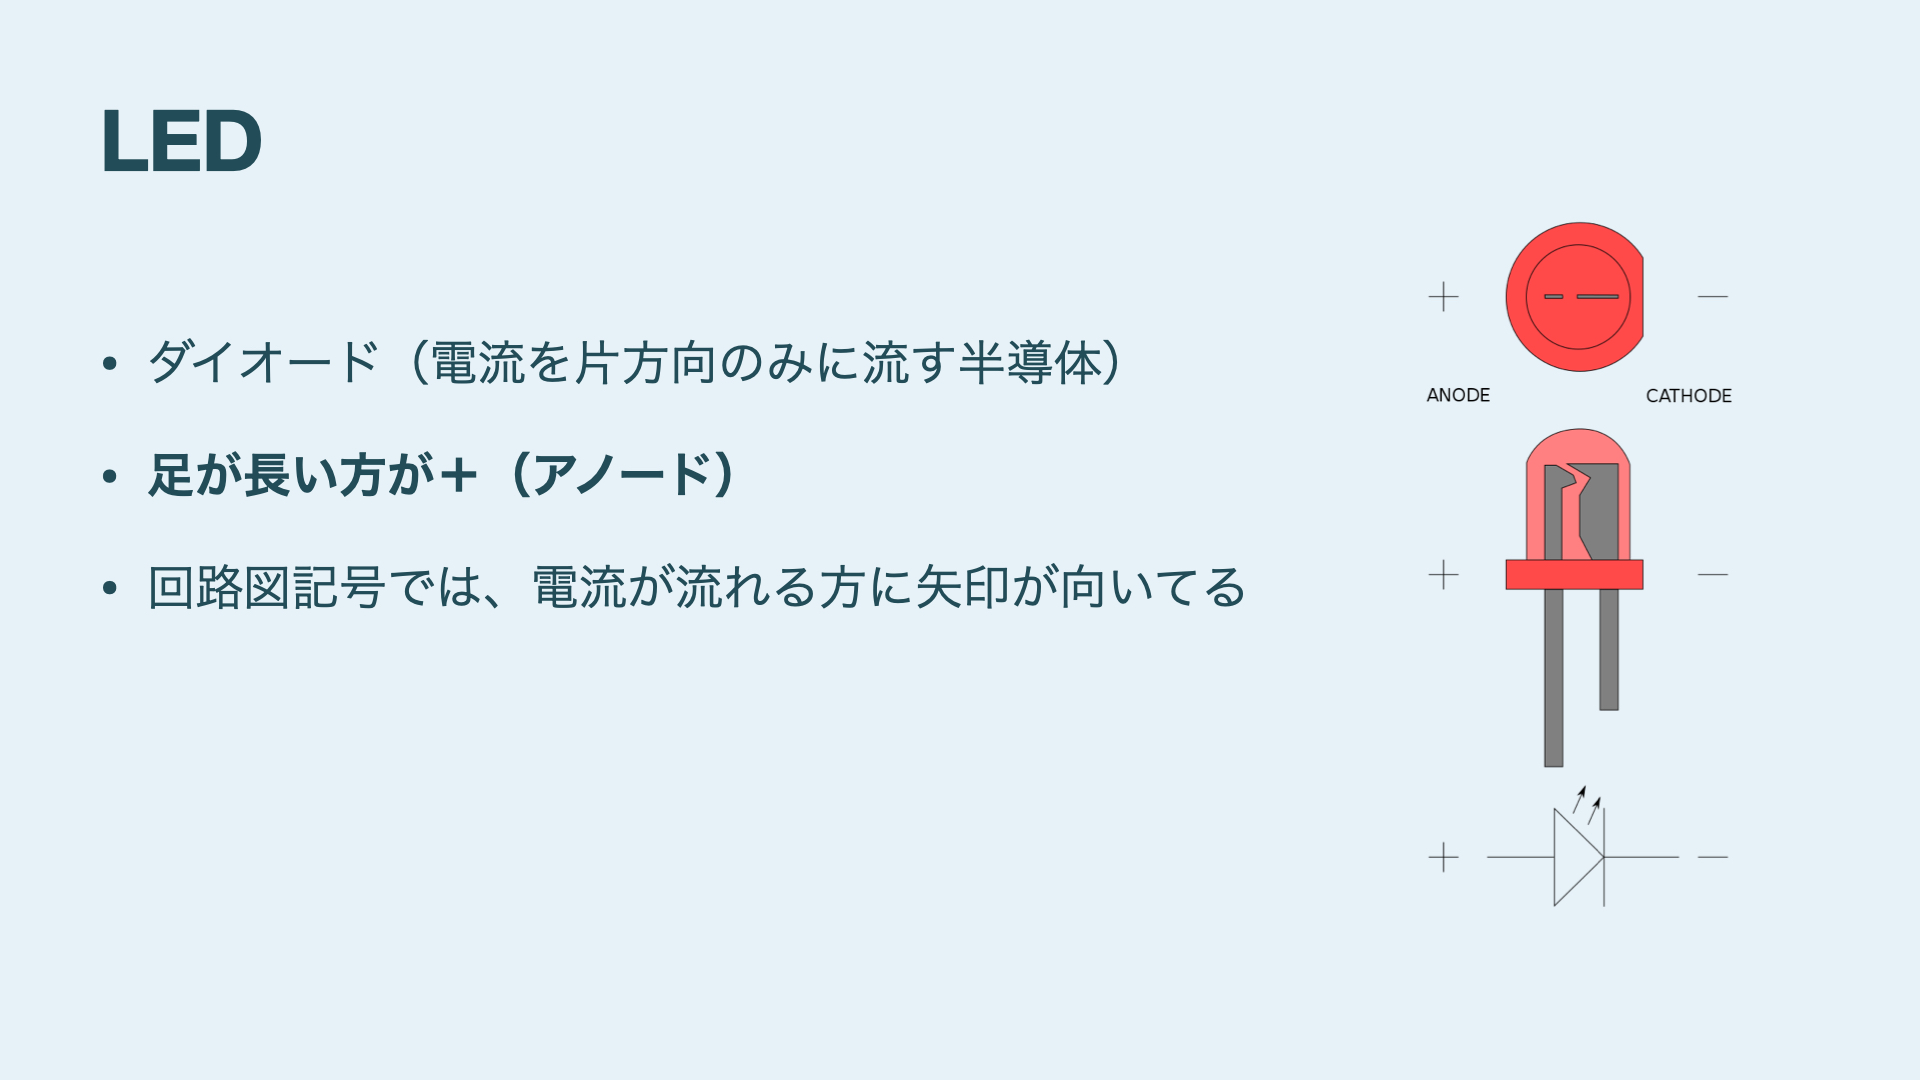 LED
• ダイオード（電流を片方向のみに流す半導体）
• 足が長い方が＋（アノード）
• 回路図記号では、電流が流れる方に矢印が向いてる
+ −
ANODE CATHODE
+ −
+ −